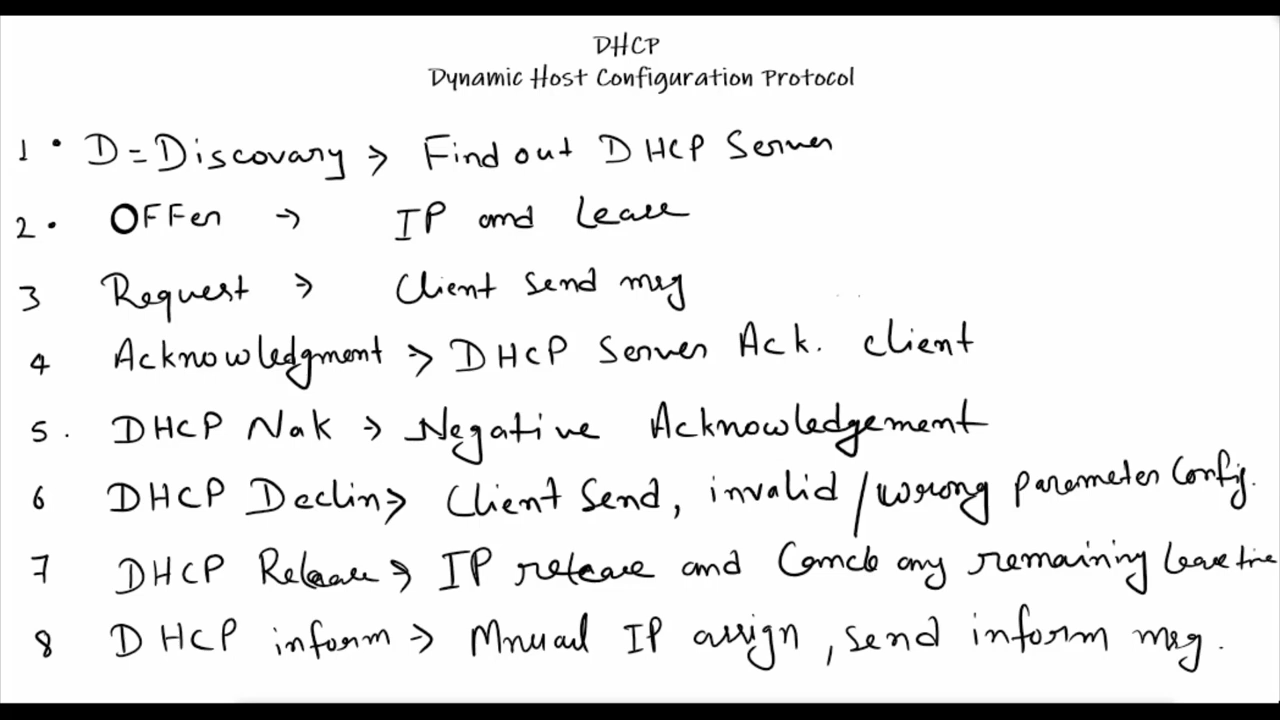 DHCP
Dynamic Host Configuration Protocol
1 • D = Discovary → Find out DHCP Server
2 • OFFer → IP and Lease
3 Request → Client Send msg
4 Acknowledgment → DHCP Server Ack. client
5. DHCP Nak → Negative Acknowledgement
6 DHCP Declin → Client Send, invalid / wrong parameter Config.
7 DHCP Release → IP release and Cancle any remaining lease time
8 DHCP inform → Mnual IP assign, send inform msg.